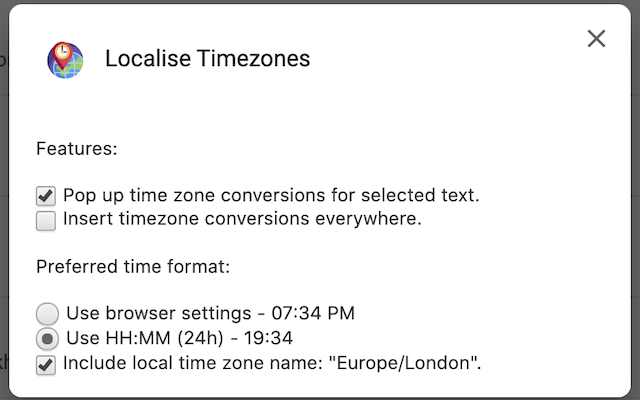 Localise Timezones
Features:
Pop up time zone conversions for selected text.
Insert timezone conversions everywhere.
Preferred time format:
Use browser settings - 07:34 PM
Use HH:MM (24h) - 19:34
Include local time zone name: "Europe/London".